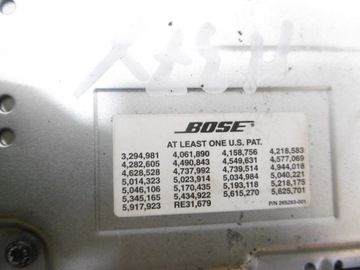 BOSE
AT LEAST ONE U.S. PAT.
3,294,981 4,061,890 4,158,756 4,218,583
4,282,605 4,490,843 4,549,631 4,577,069
4,628,528 4,737,992 4,739,514 4,944,018
5,014,323 5,023,914 5,034,984 5,040,221
5,046,106 5,170,435 5,193,118 5,218,175
5,345,165 5,434,922 5,615,270 5,625,701
5,917,923 RE31,679
P/N 265283-001